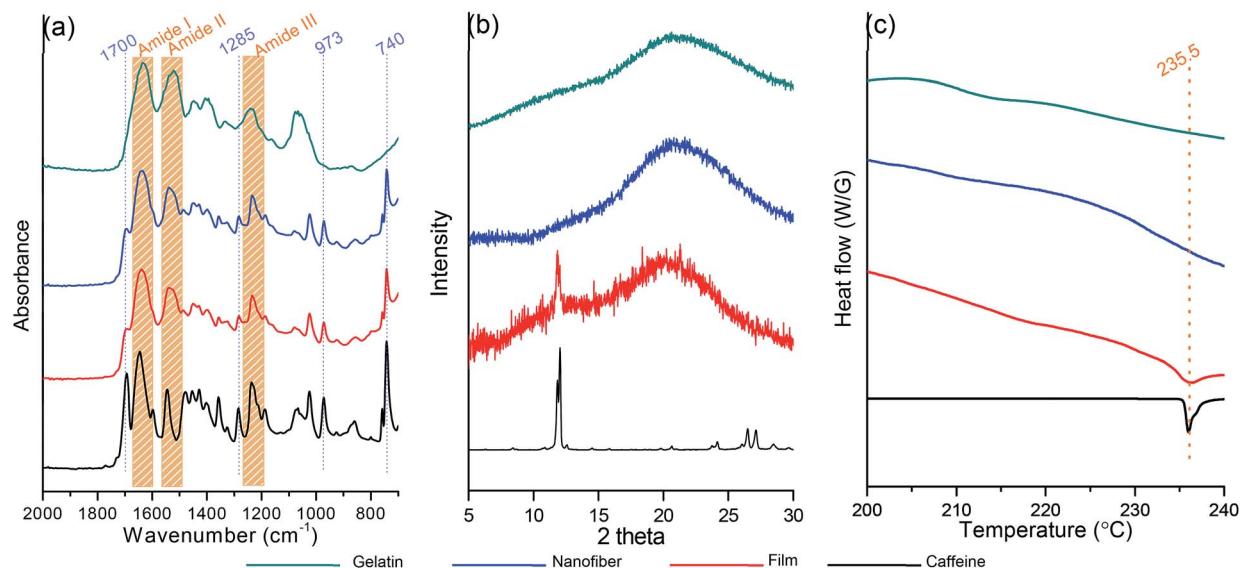 (a)
1700
Amide I
Amide II
1285
Amide III
973
740
Absorbance
2000 1800 1600 1400 1200 1000 800
Wavenumber (cm-1)
(b)
Intensity
5 10 15 20 25 30
2 theta
(c)
235.5
Heat flow (W/G)
200 210 220 230 240
Temperature (°C)
Gelatin Nanofiber Film Caffeine